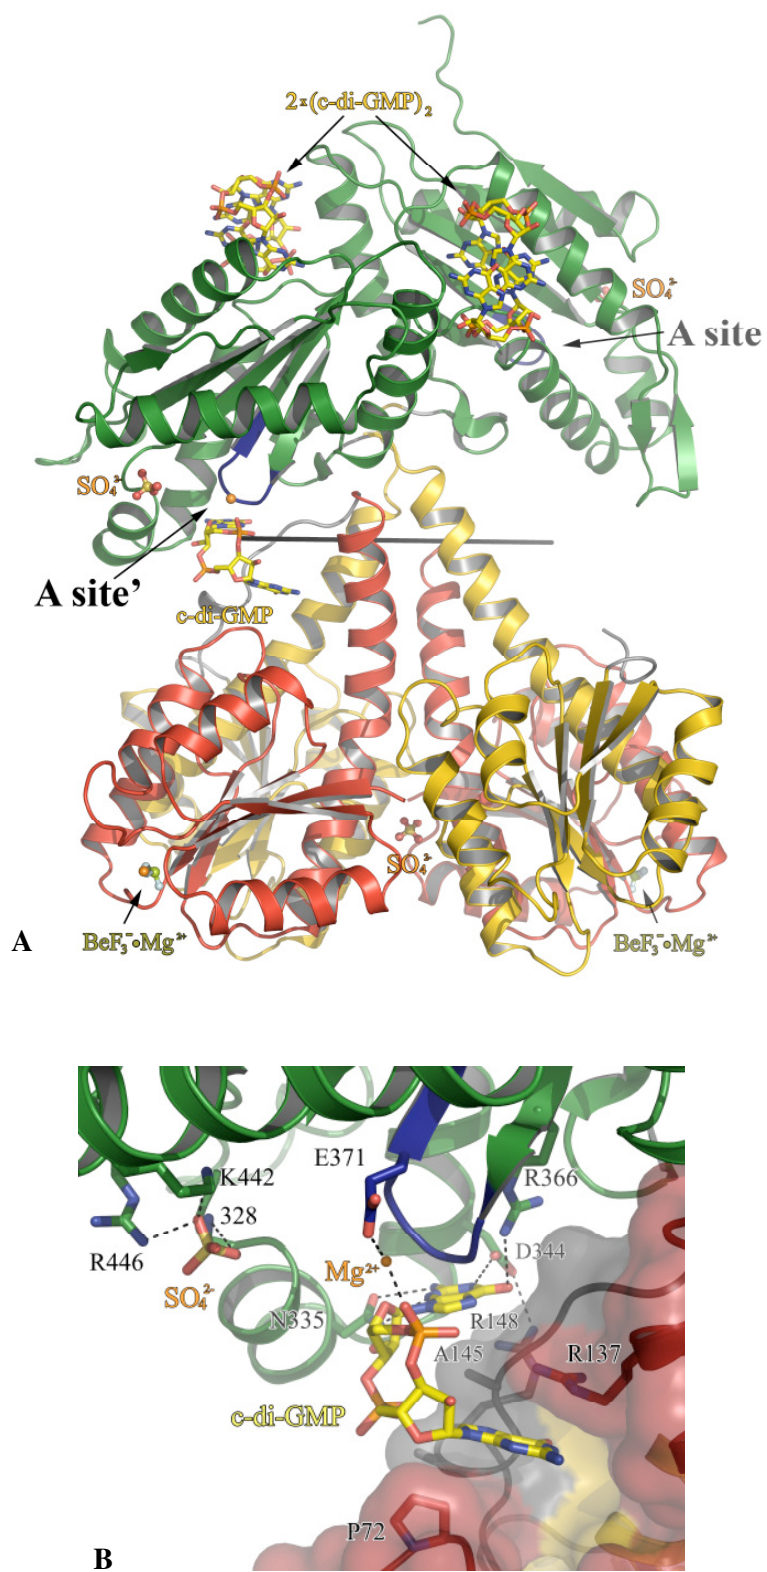 2x(c-di-GMP)₂
SO₄²⁻
A site
SO₄²⁻
A site’
c-di-GMP
SO₄²⁻
BeF₃⁻•Mg²⁺
BeF₃⁻•Mg²⁺
A
E371
K442
R366
328
R446
D344
Mg²⁺
SO₄²⁻
N335
R148
A145
R137
c-di-GMP
P72
B